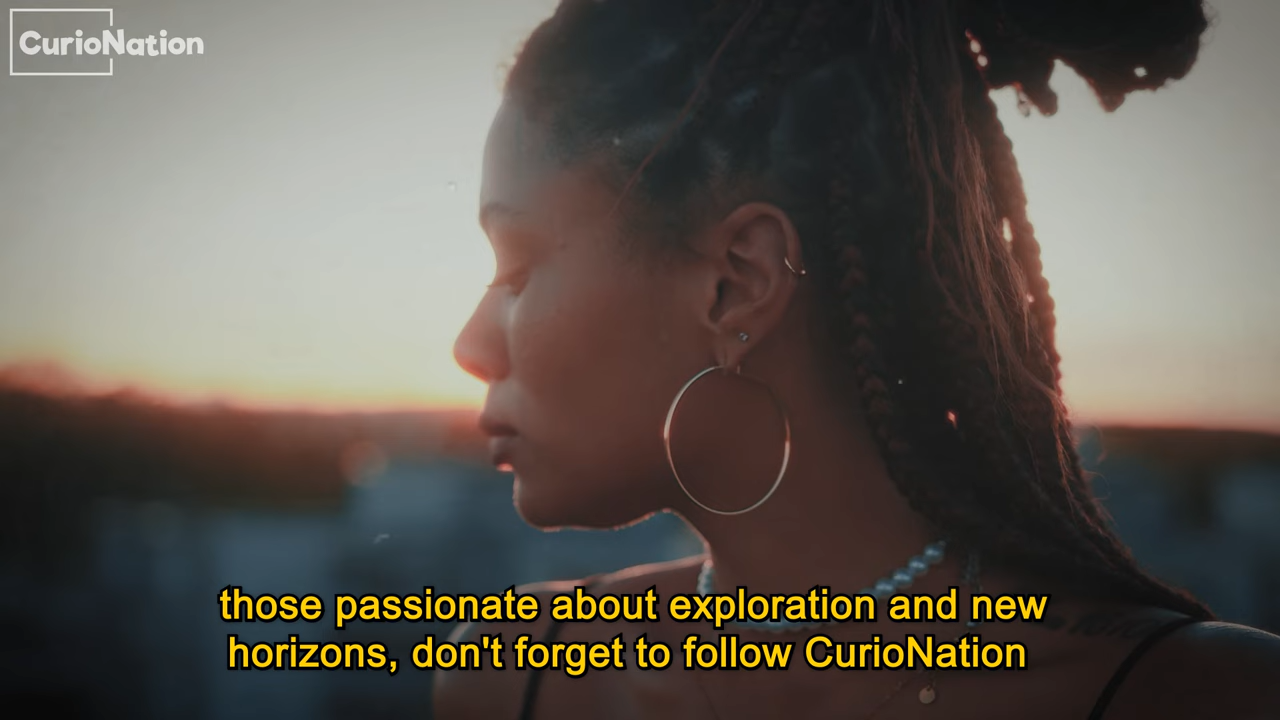 CurioNation
those passionate about exploration and new
horizons, don't forget to follow CurioNation